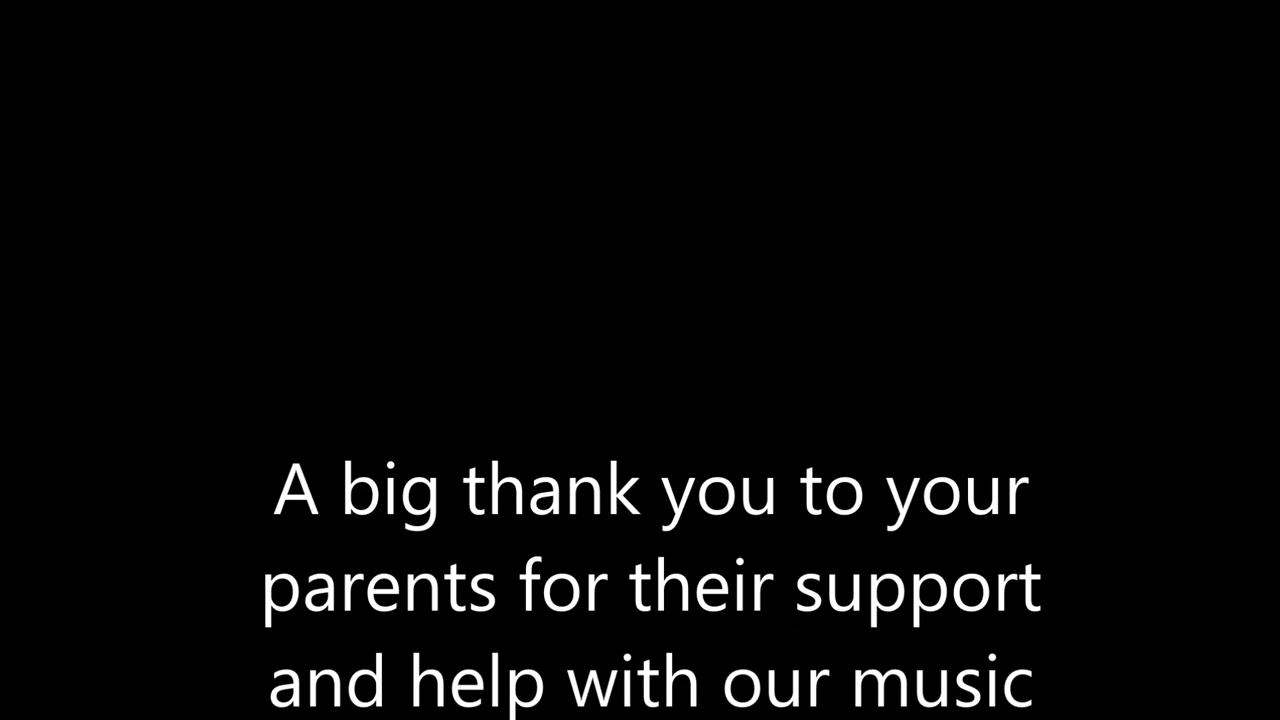 A big thank you to your
parents for their support
and help with our music